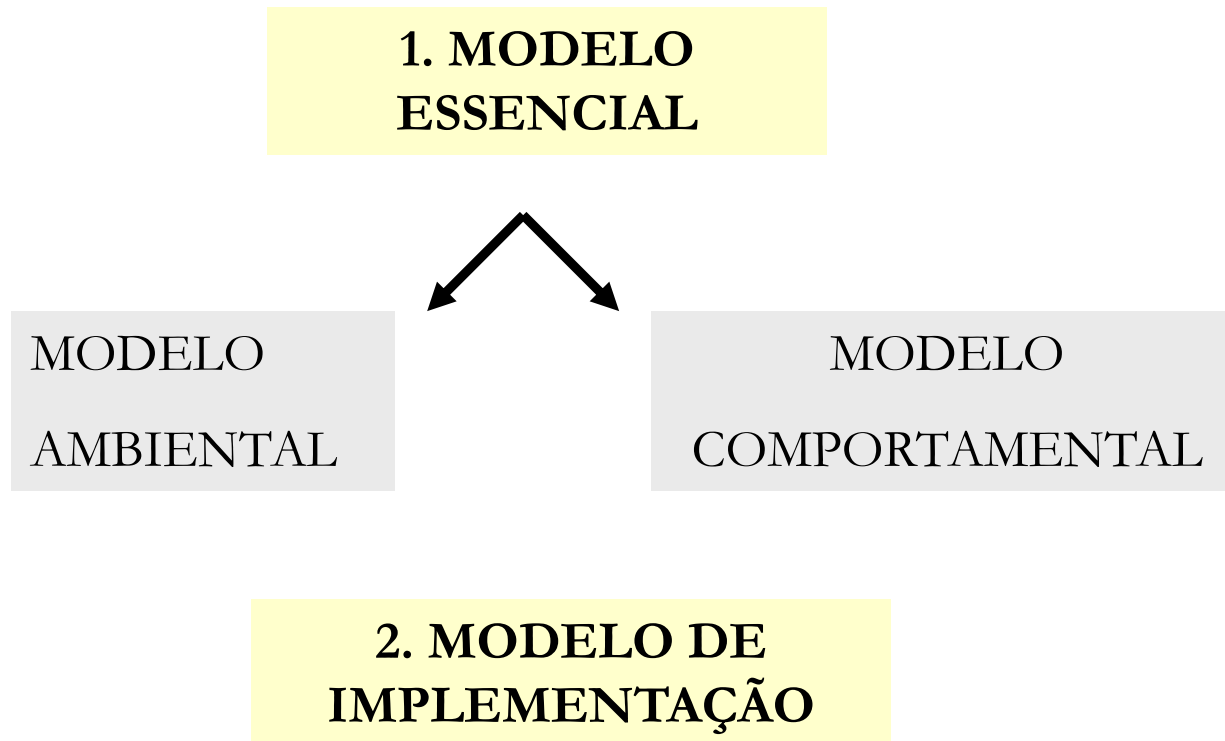 1. MODELO
ESSENCIAL
MODELO
AMBIENTAL
MODELO
COMPORTAMENTAL
2. MODELO DE
IMPLEMENTAÇÃO